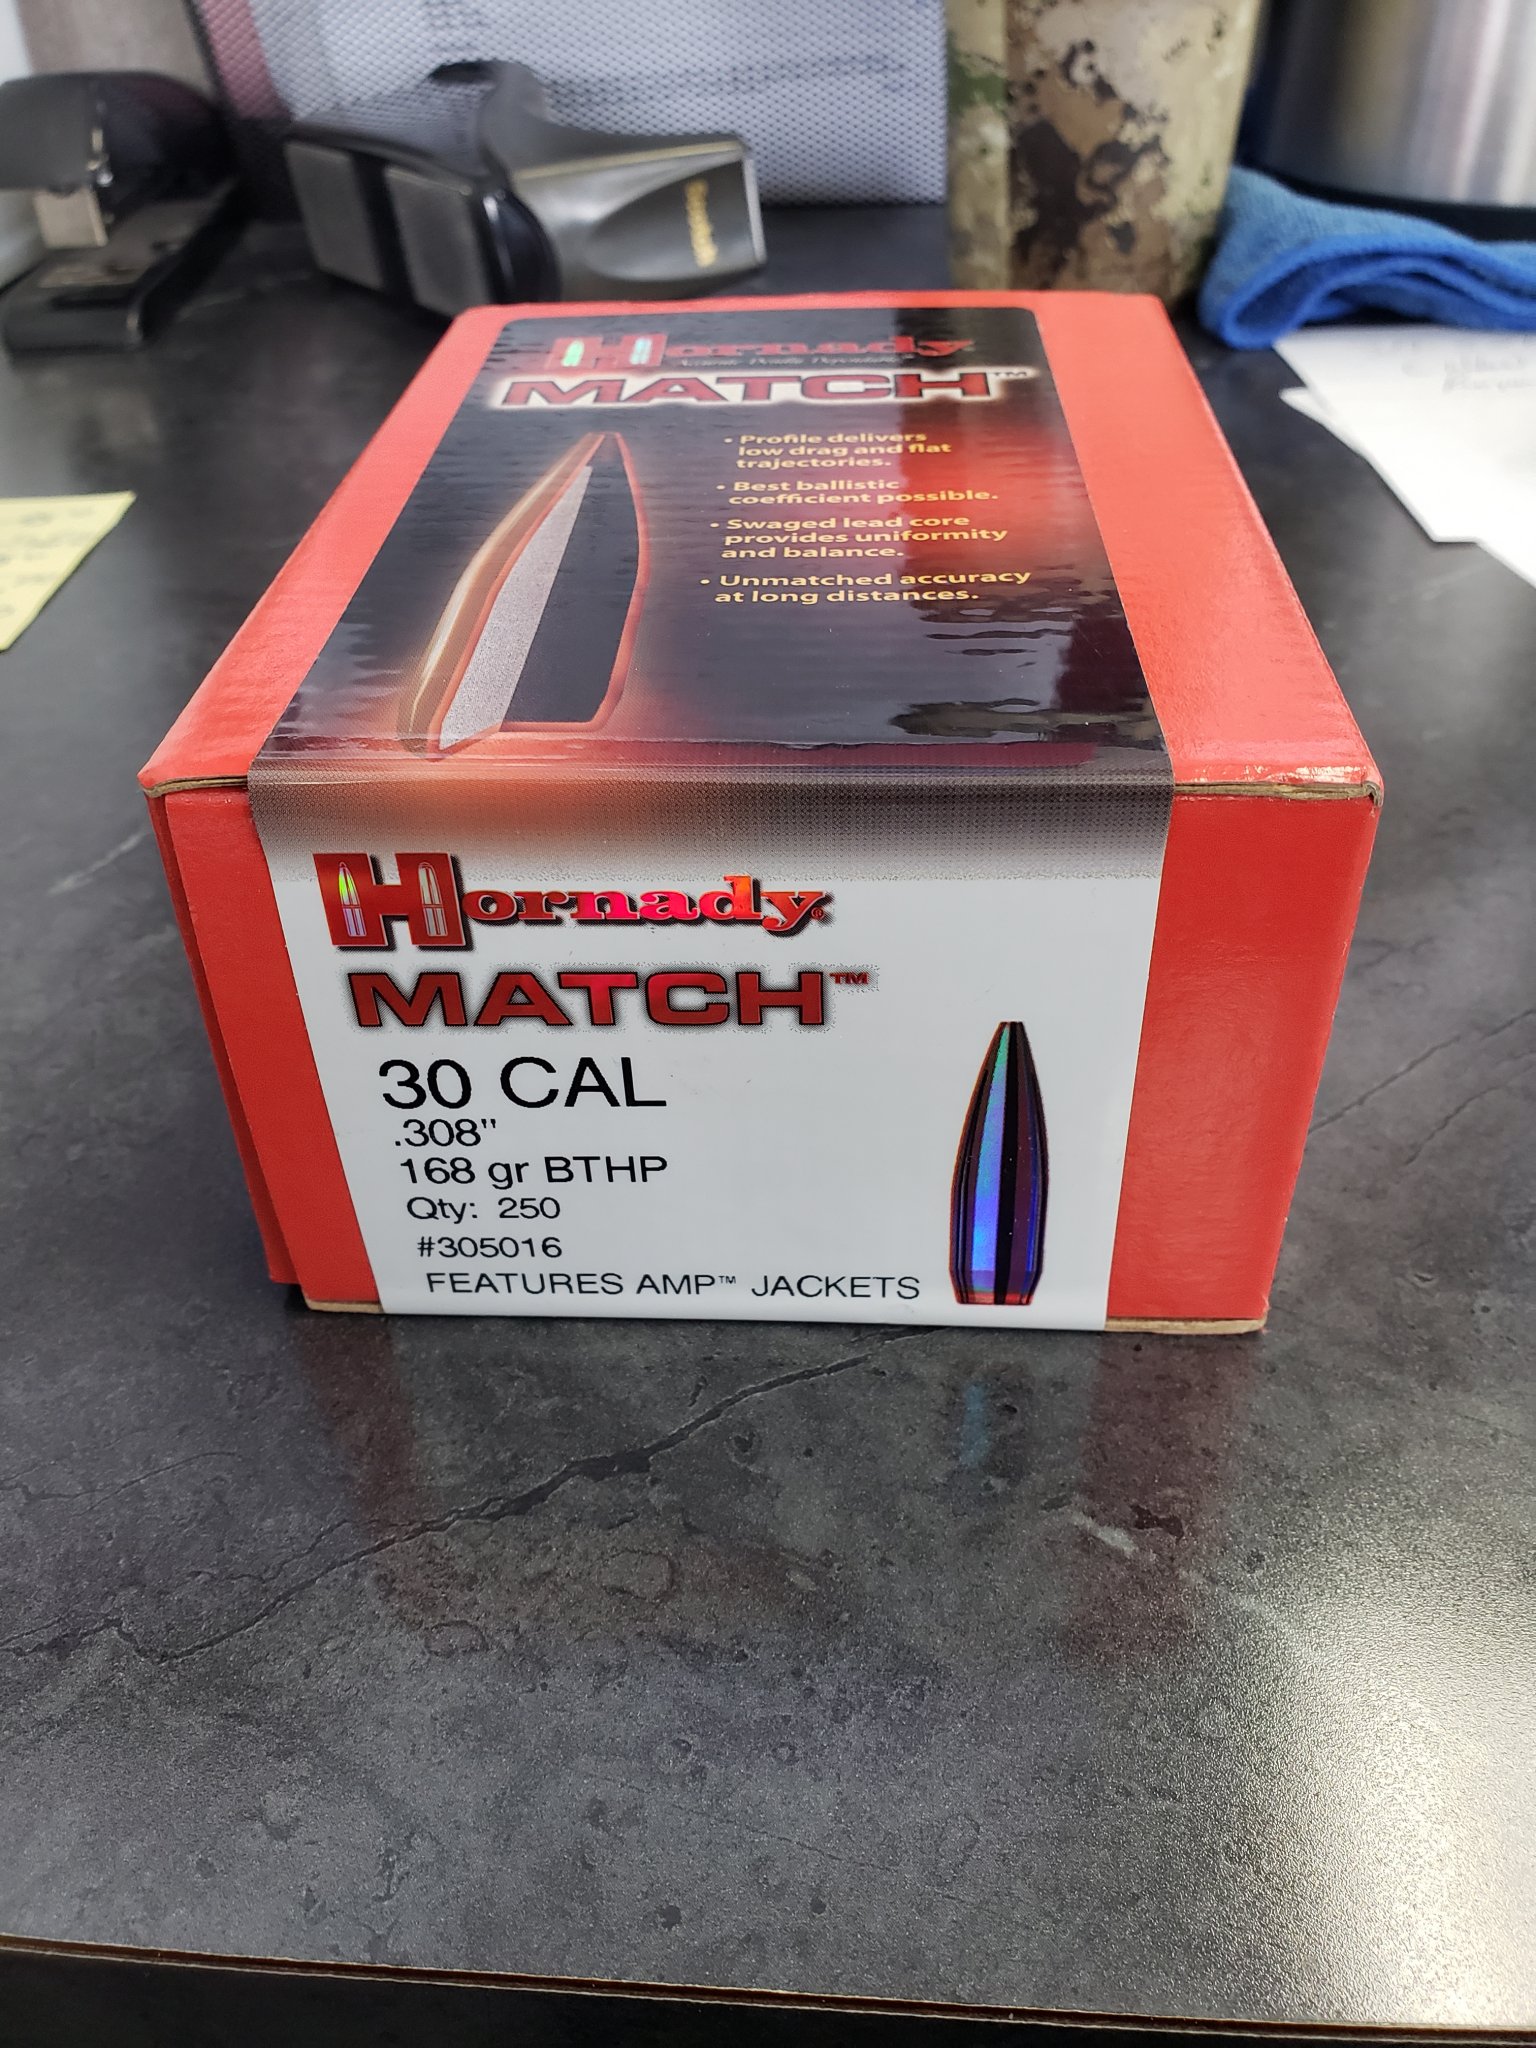 Hornady
MATCH™
• Profile delivers
low drag and flat
trajectories.
• Best ballistic
coefficient possible.
• Swaged lead core
provides uniformity
and balance.
• Unmatched accuracy
at long distances.
Hornady®
MATCH™
30 CAL
.308"
168 gr BTHP
Qty: 250
#305016
FEATURES AMP™ JACKETS
Scotch